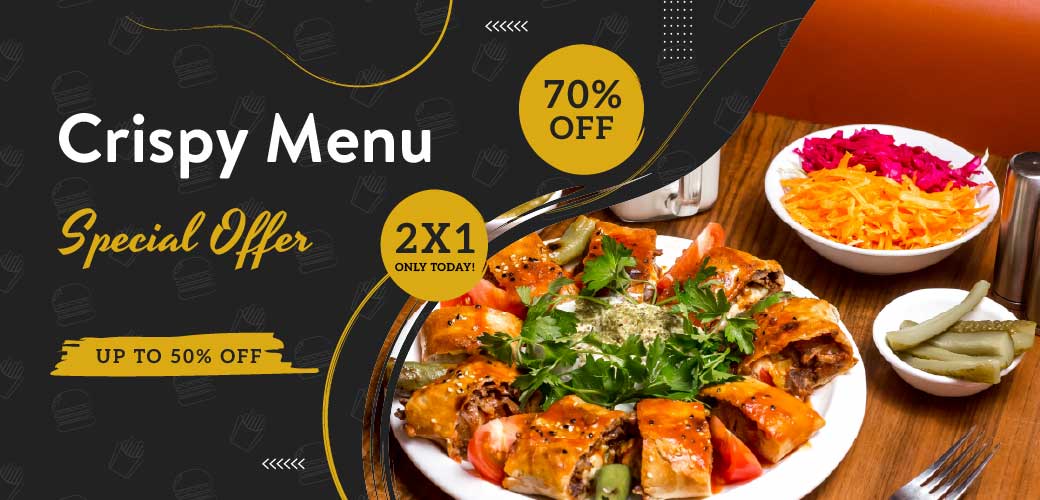 Crispy Menu
Special Offer
UP TO 50% OFF
70%
OFF
2X1
ONLY TODAY!